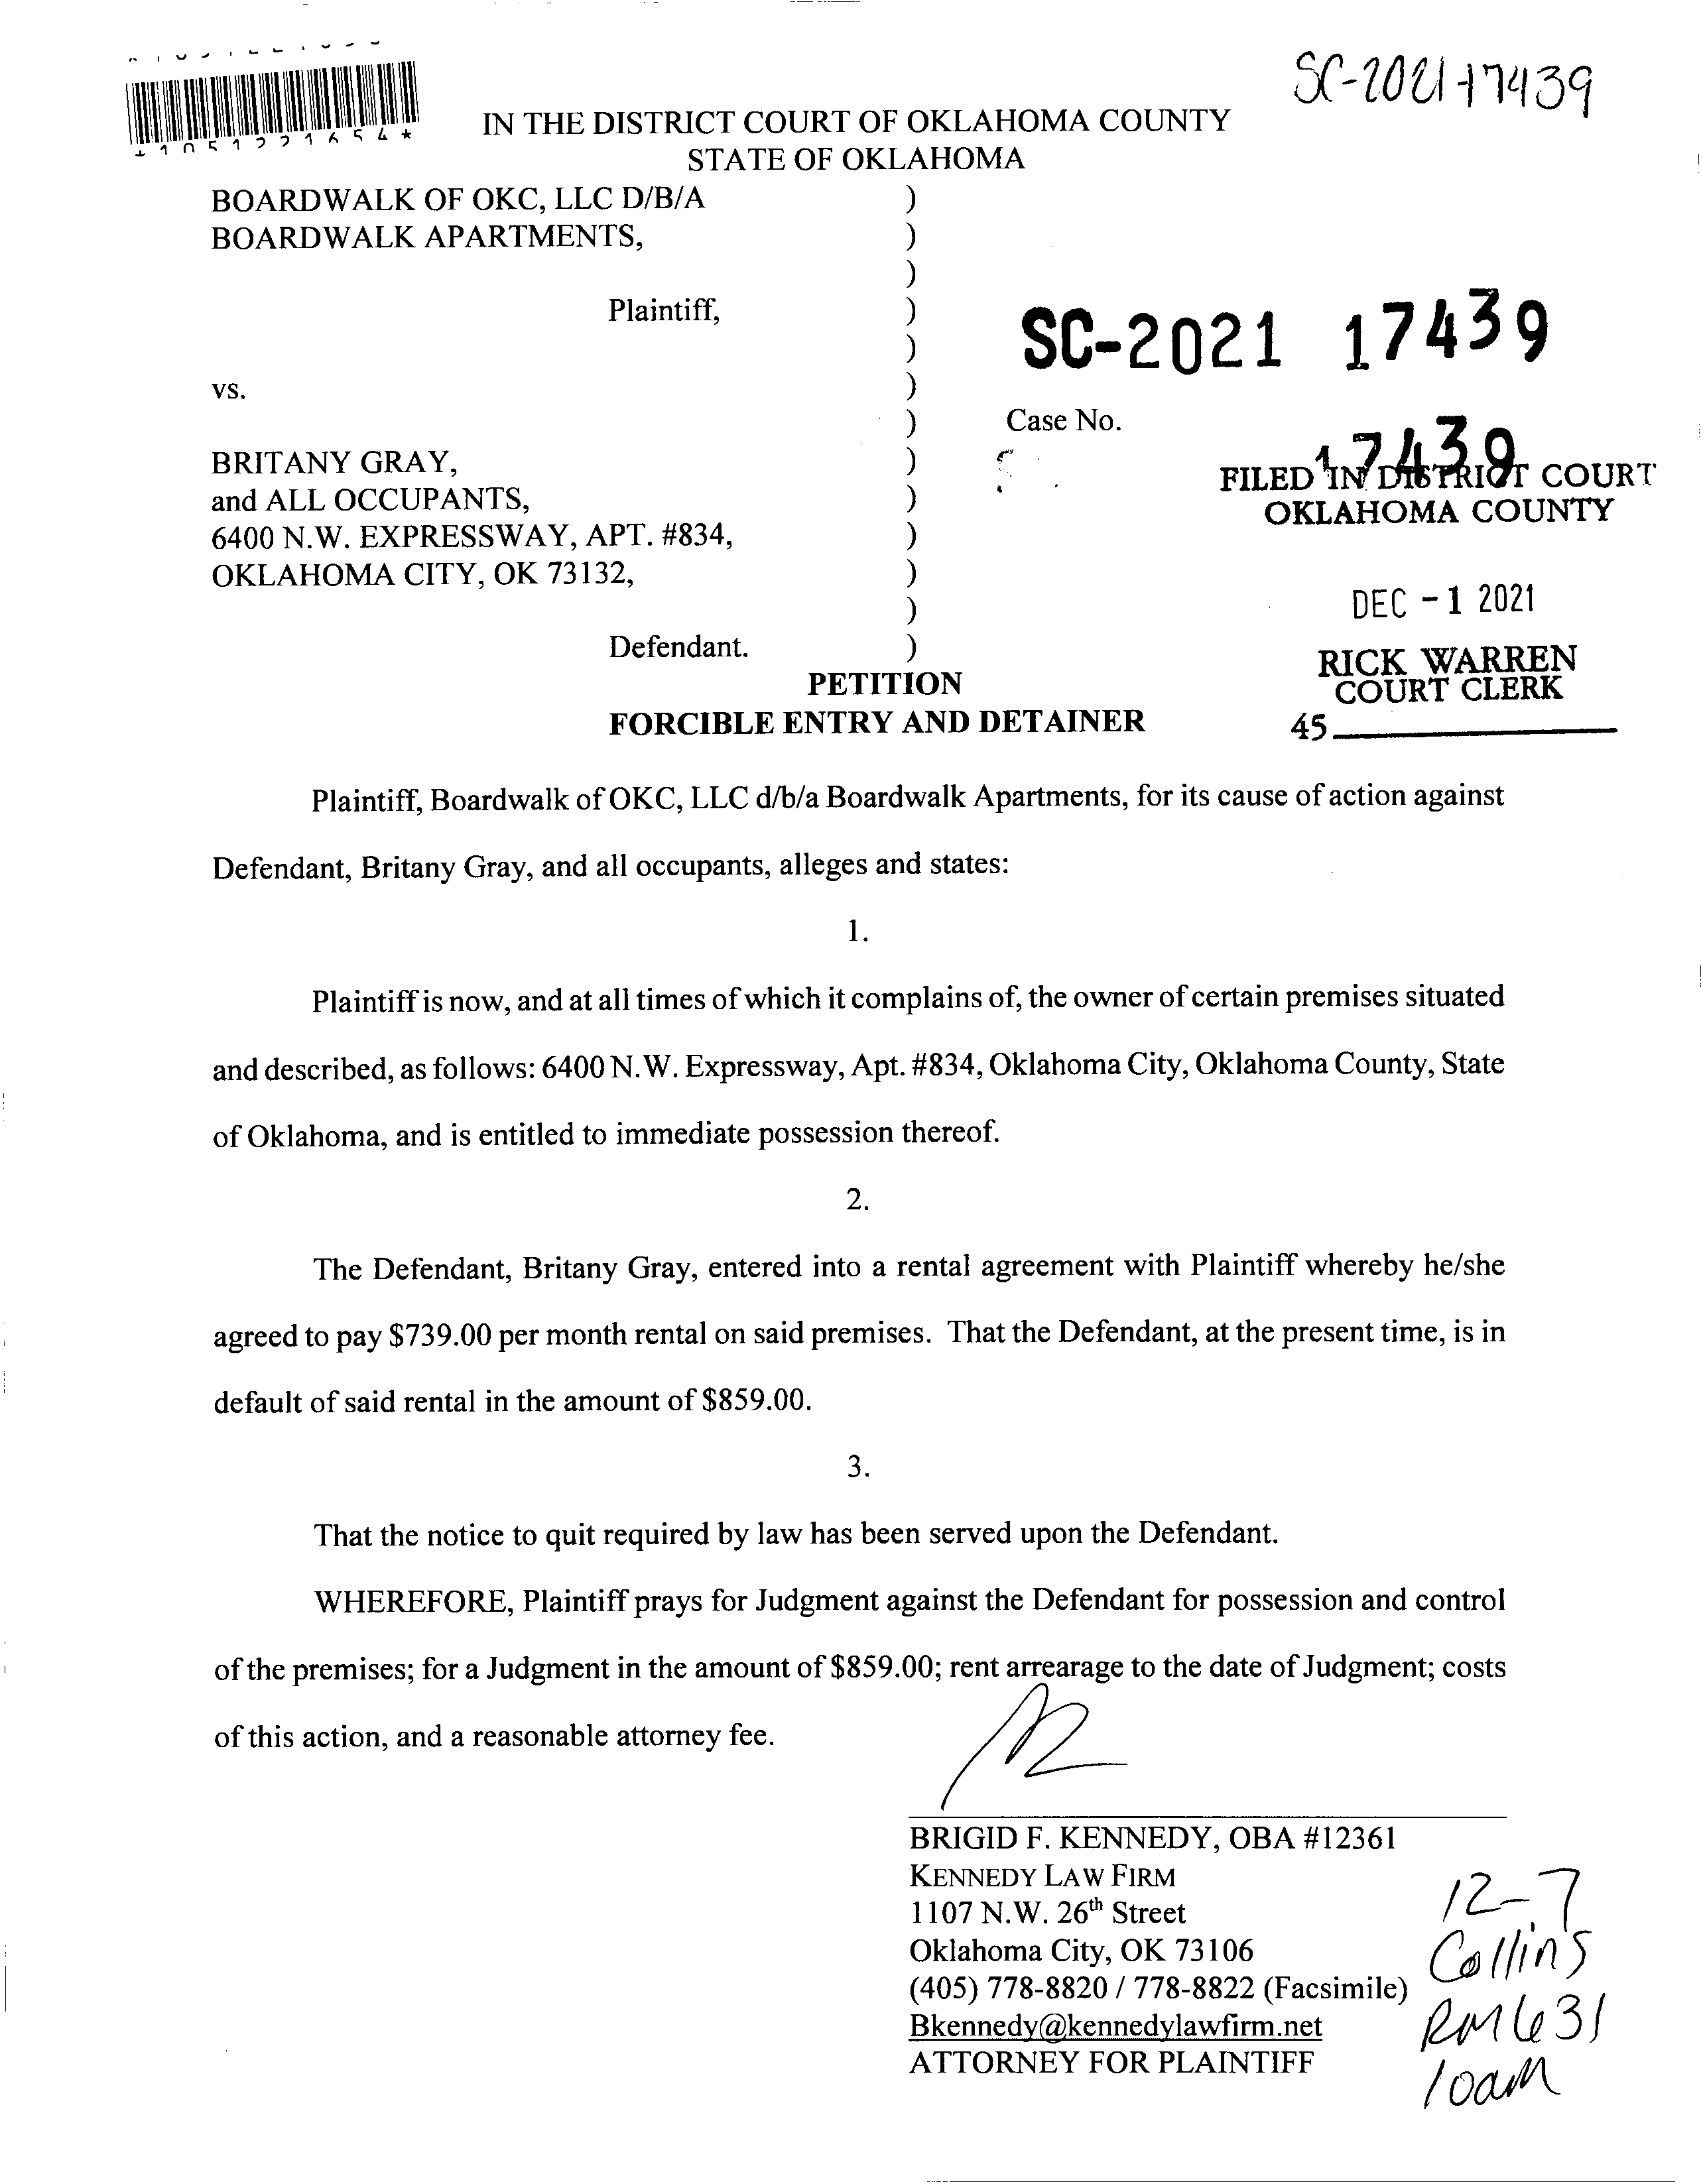 SC-2021-17439
*1051221654*
IN THE DISTRICT COURT OF OKLAHOMA COUNTY
STATE OF OKLAHOMA
BOARDWALK OF OKC, LLC D/B/A )
BOARDWALK APARTMENTS, )
)
Plaintiff, )
)
SC-2021 17439
vs. )
) Case No.
17439
BRITANY GRAY, )
FILED IN DISTRICT COURT
and ALL OCCUPANTS, )
OKLAHOMA COUNTY
6400 N.W. EXPRESSWAY, APT. #834, )
OKLAHOMA CITY, OK 73132, )
)
DEC -1 2021
Defendant. )
RICK WARREN
COURT CLERK
45
PETITION
FORCIBLE ENTRY AND DETAINER
Plaintiff, Boardwalk of OKC, LLC d/b/a Boardwalk Apartments, for its cause of action against
Defendant, Britany Gray, and all occupants, alleges and states:
1.
Plaintiff is now, and at all times of which it complains of, the owner of certain premises situated
and described, as follows: 6400 N.W. Expressway, Apt. #834, Oklahoma City, Oklahoma County, State
of Oklahoma, and is entitled to immediate possession thereof.
2.
The Defendant, Britany Gray, entered into a rental agreement with Plaintiff whereby he/she
agreed to pay $739.00 per month rental on said premises. That the Defendant, at the present time, is in
default of said rental in the amount of $859.00.
3.
That the notice to quit required by law has been served upon the Defendant.
WHEREFORE, Plaintiff prays for Judgment against the Defendant for possession and control
of the premises; for a Judgment in the amount of $859.00; rent arrearage to the date of Judgment; costs
of this action, and a reasonable attorney fee.
BRIGID F. KENNEDY, OBA #12361
KENNEDY LAW FIRM
1107 N.W. 26th Street
Oklahoma City, OK 73106
(405) 778-8820 / 778-8822 (Facsimile)
Bkennedy@kennedylawfirm.net
ATTORNEY FOR PLAINTIFF
12-7
Collins
RM 631
10am